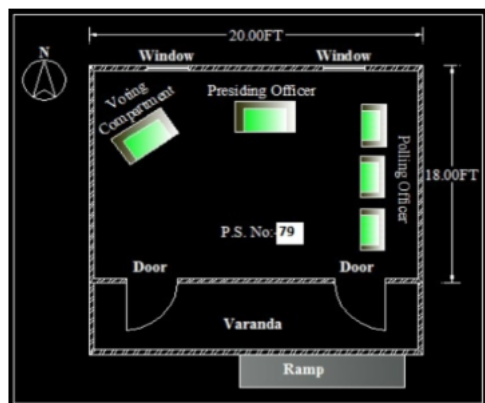 20.00FT
N
Window
Window
Voting
Compartment
Presiding Officer
Polling Officer
18.00FT
P.S. No:-79
Door
Door
Varanda
Ramp